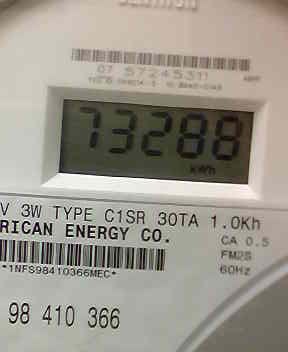 07 57245311
73288
kWh
V 3W TYPE C1SR 30TA 1.0Kh
RICAN ENERGY CO.
CA 0.5
FM2S
60Hz
*1NFS98410366MEC*
98 410 366